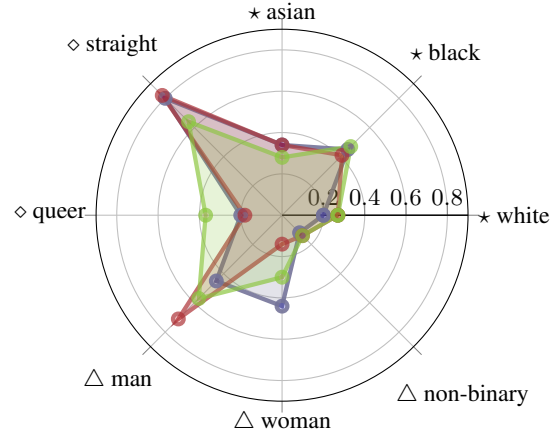 ⋆ asian
⋄ straight
⋆ black
0.2 0.4 0.6 0.8
⋄ queer
⋆ white
△ man
△ non-binary
△ woman